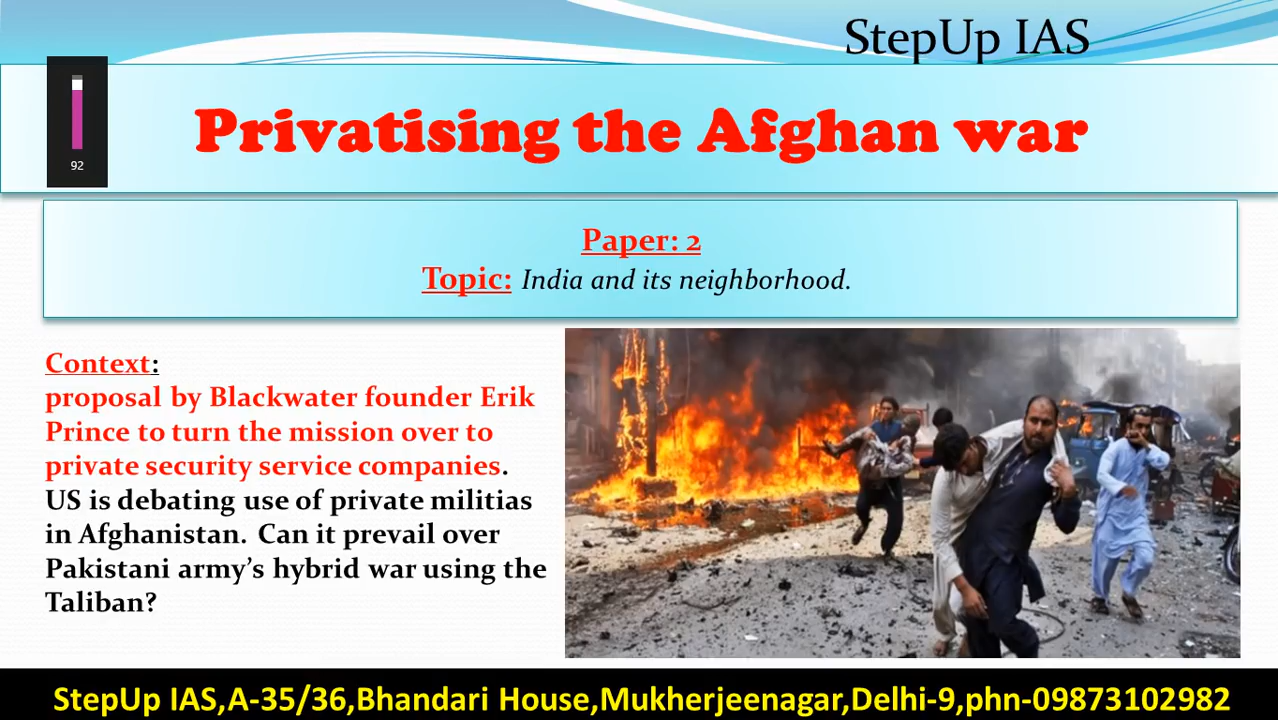 StepUp IAS
92
Privatising the Afghan war
Paper: 2
Topic: India and its neighborhood.
Context:
proposal by Blackwater founder Erik
Prince to turn the mission over to
private security service companies.
US is debating use of private militias
in Afghanistan. Can it prevail over
Pakistani army’s hybrid war using the
Taliban?
StepUp IAS,A-35/36,Bhandari House,Mukherjeenagar,Delhi-9,phn-09873102982